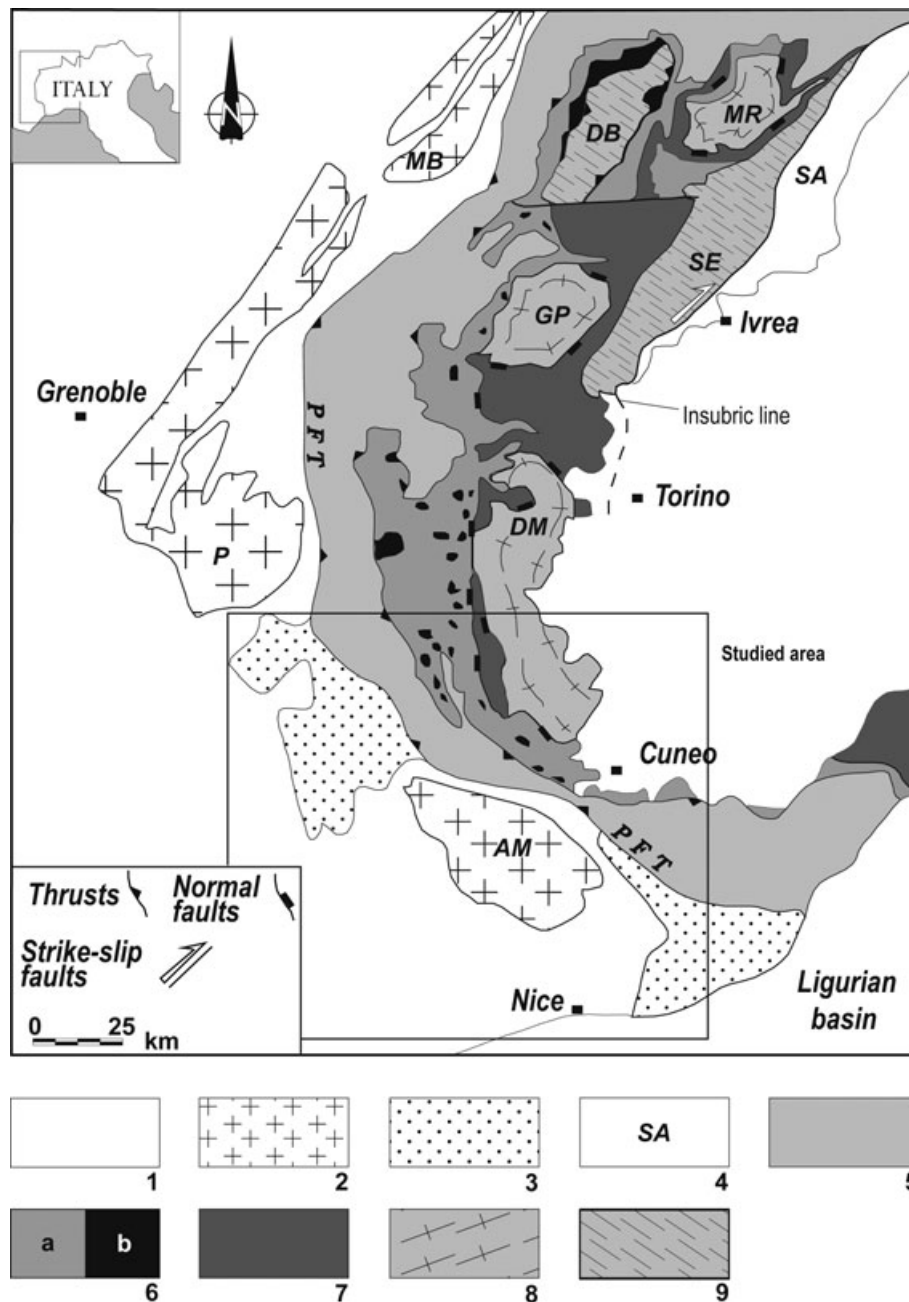 ITALY
N
MB
DB
MR
SA
SE
GP
Ivrea
Grenoble
PFT
Insubric line
Torino
DM
P
Studied area
Cuneo
PFT
AM
Thrusts
Normal
faults
Strike-slip
faults
0 25
km
Nice
Ligurian
basin
SA
1 2 3 4 5
a b
6 7 8 9